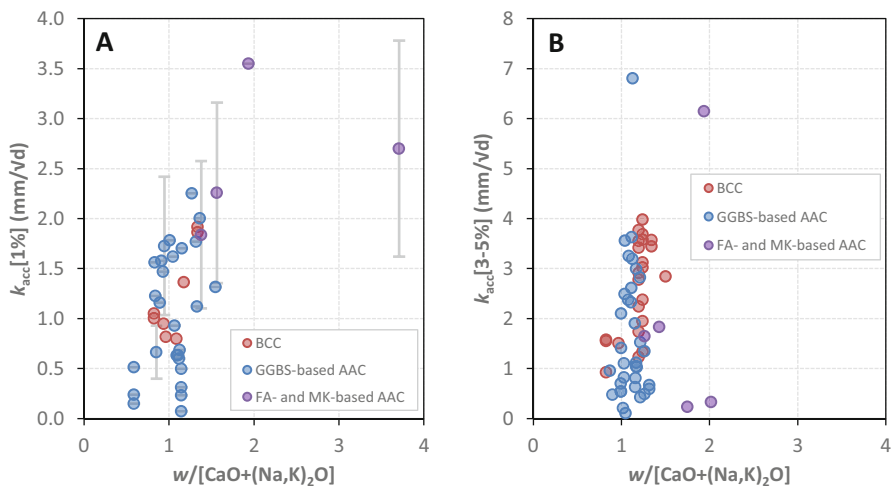 A
4.0
3.5
3.0
2.5
2.0
1.5
1.0
0.5
0.0
k_acc[1%] (mm/√d)
BCC
GGBS-based AAC
FA- and MK-based AAC
0 1 2 3 4
w/[CaO+(Na,K)₂O]
B
8
7
6
5
4
3
2
1
0
k_acc[3-5%] (mm/√d)
BCC
GGBS-based AAC
FA- and MK-based AAC
0 1 2 3 4
w/[CaO+(Na,K)₂O]